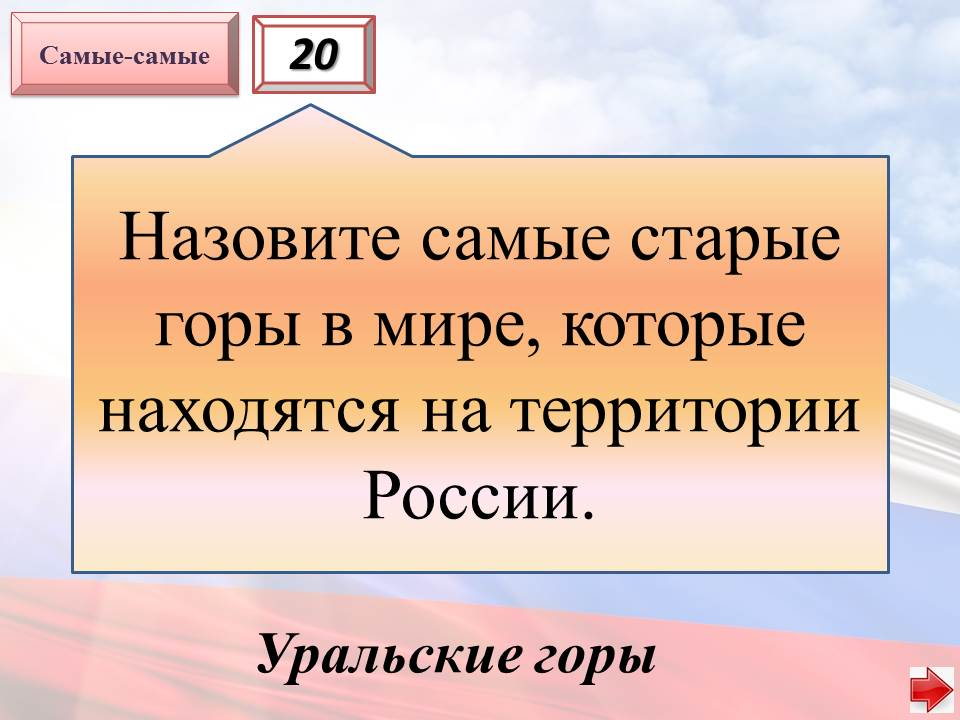 Самые-самые
20
Назовите самые старые
горы в мире, которые
находятся на территории
России.
Уральские горы